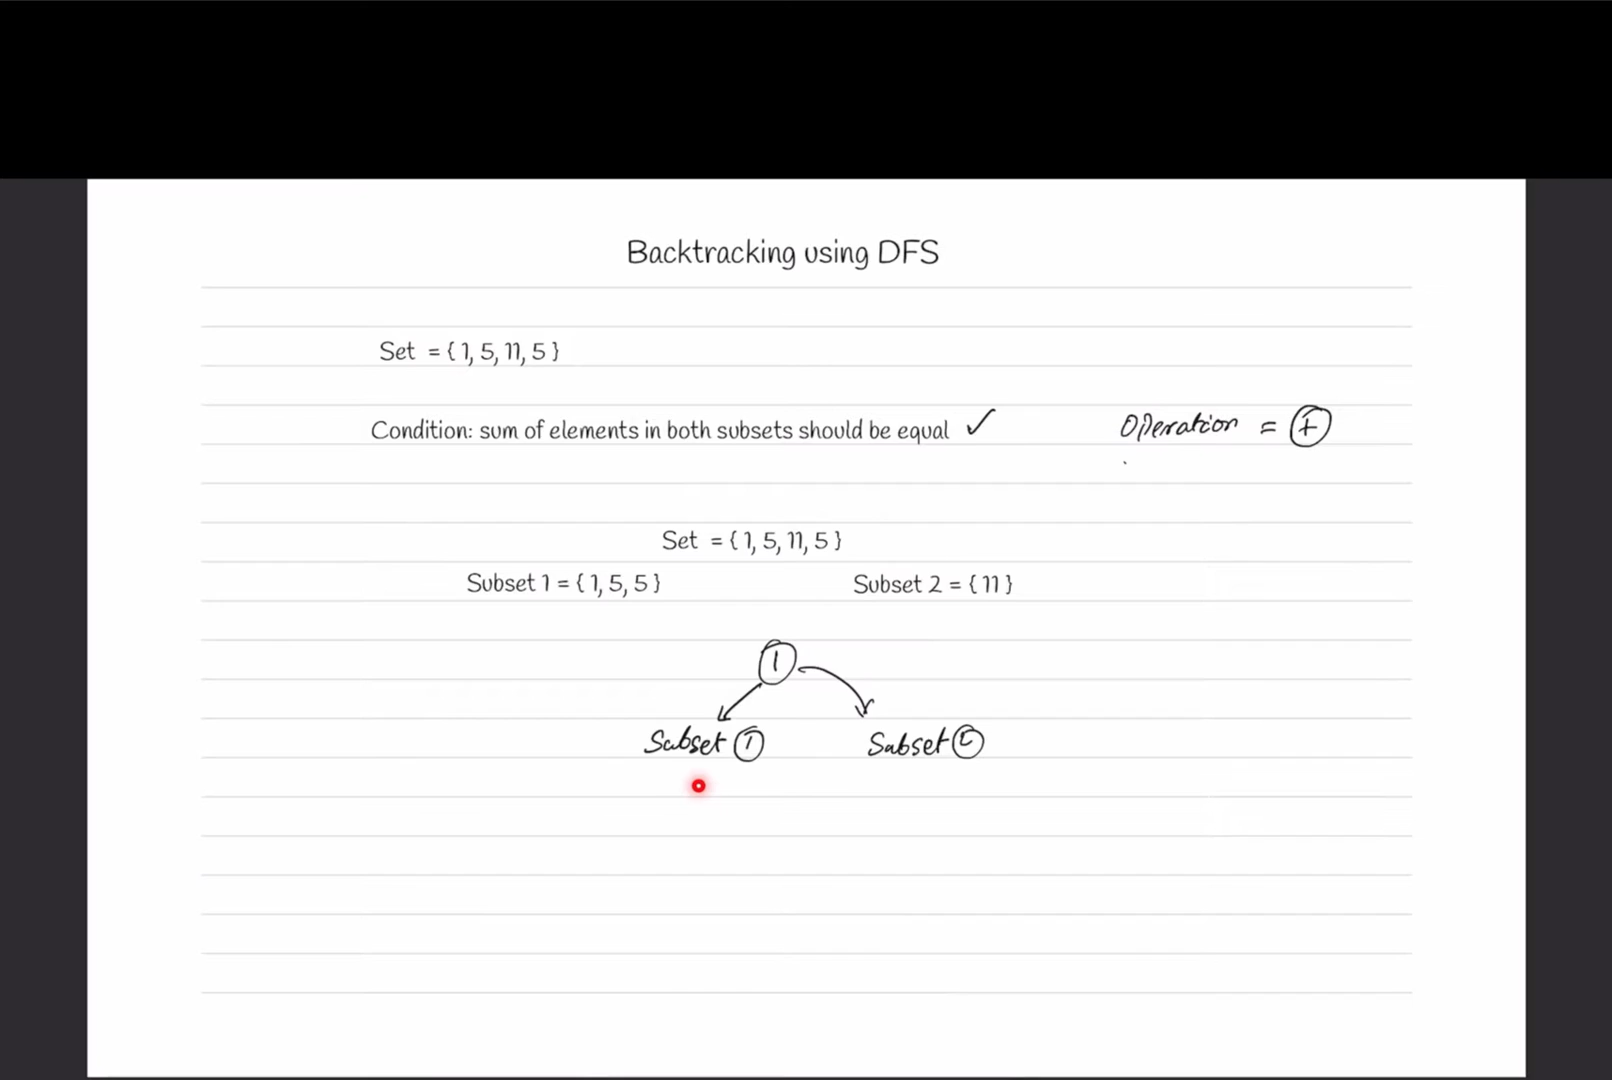 Backtracking using DFS
Set = { 1, 5, 11, 5 }
Condition: sum of elements in both subsets should be equal ✓ Operation = +
Set = { 1, 5, 11, 5 }
Subset 1 = { 1, 5, 5 } Subset 2 = { 11 }
1
Subset 1 Subset 2